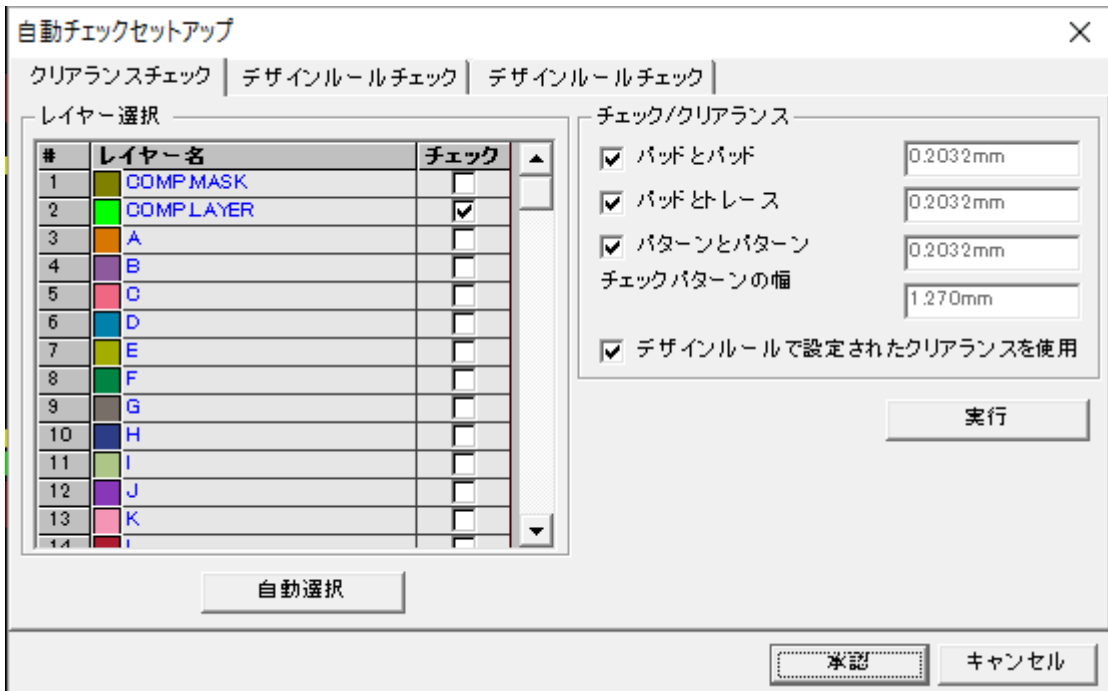 自動チェックセットアップ
クリアランスチェック デザインルールチェック デザインルールチェック
レイヤー選択
# レイヤー名 チェック
1 COMP.MASK
2 COMP.LAYER
3 A
4 B
5 C
6 D
7 E
8 F
9 G
10 H
11 I
12 J
13 K
14 L
自動選択
チェック/クリアランス
パッドとパッド 0.2032mm
パッドとトレース 0.2032mm
パターンとパターン 0.2032mm
チェックパターンの幅 1.270mm
デザインルールで設定されたクリアランスを使用
実行
承認 キャンセル